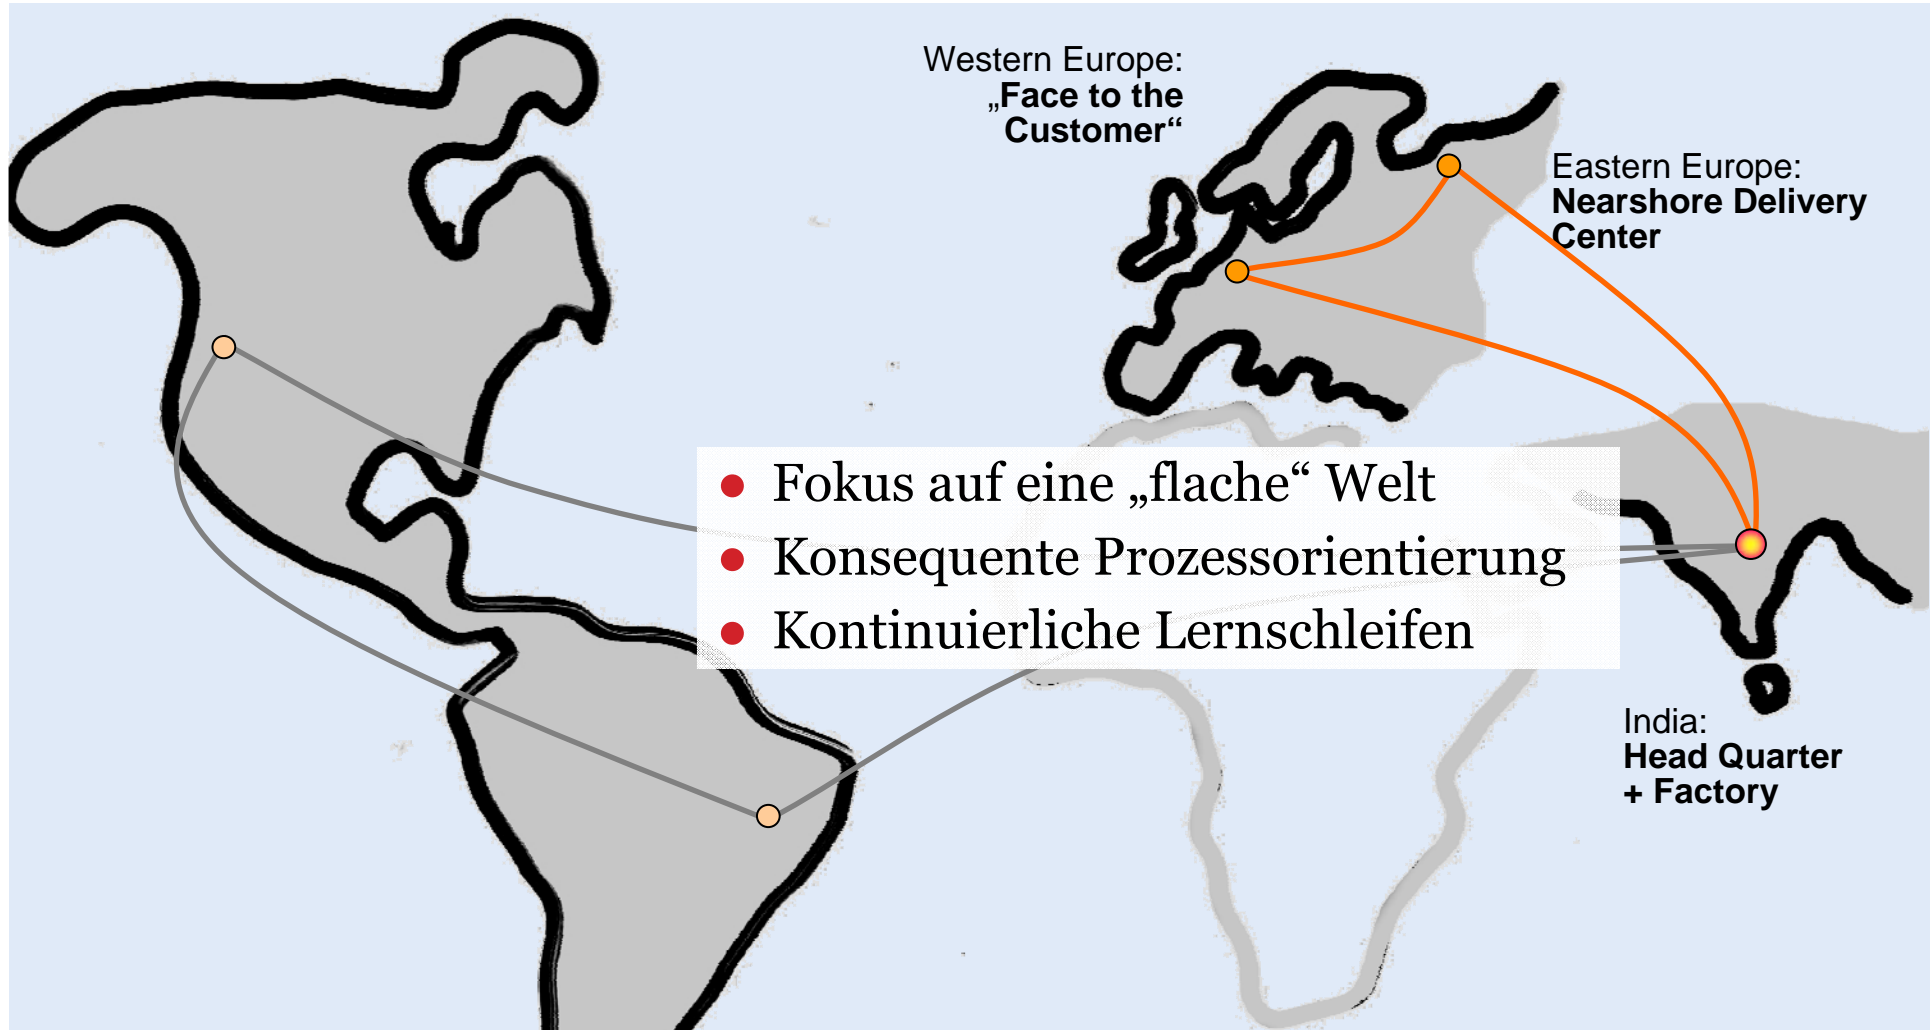 Western Europe:
„Face to the
Customer“
Eastern Europe:
Nearshore Delivery
Center
• Fokus auf eine „flache“ Welt
• Konsequente Prozessorientierung
• Kontinuierliche Lernschleifen
India:
Head Quarter
+ Factory